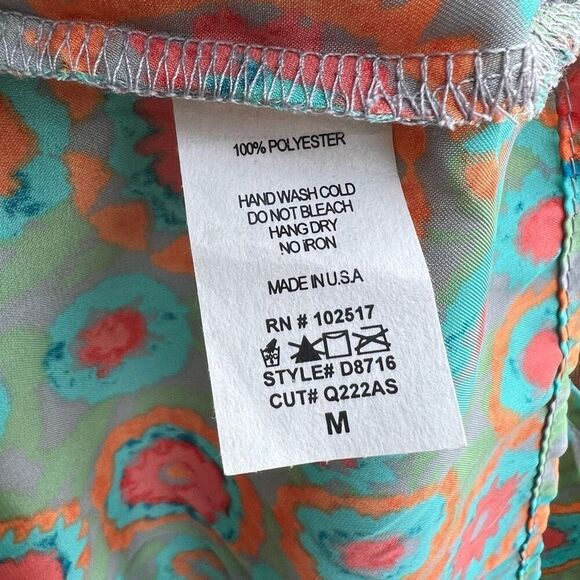 100% POLYESTER
HAND WASH COLD
DO NOT BLEACH
HANG DRY
NO IRON
MADE IN U.S.A
RN # 102517
STYLE# D8716
CUT# Q222AS
M